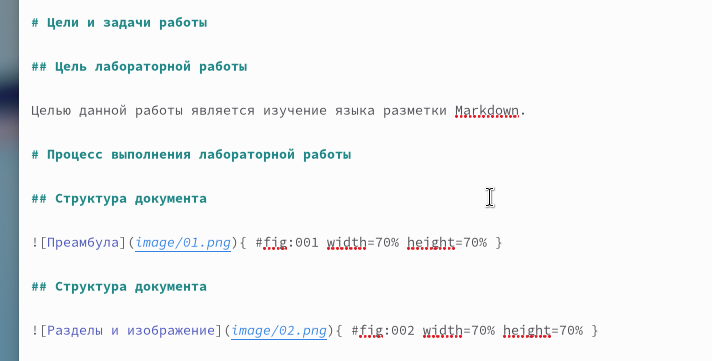 # Цели и задачи работы
## Цель лабораторной работы
Целью данной работы является изучение языка разметки Markdown.
# Процесс выполнения лабораторной работы
## Структура документа
![Преамбула](image/01.png){ #fig:001 width=70% height=70% }
## Структура документа
![Разделы и изображение](image/02.png){ #fig:002 width=70% height=70% }